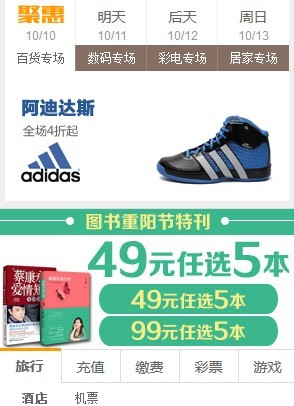 聚惠 明天 后天 周日
10/10 10/11 10/12 10/13
百货专场 数码专场 彩电专场 居家专场
阿迪达斯
全场4折起
adidas
图书重阳节特刊
49元任选5本
蔡康永
爱情短
49元任选5本
99元任选5本
旅行 充值 缴费 彩票 游戏
酒店 机票